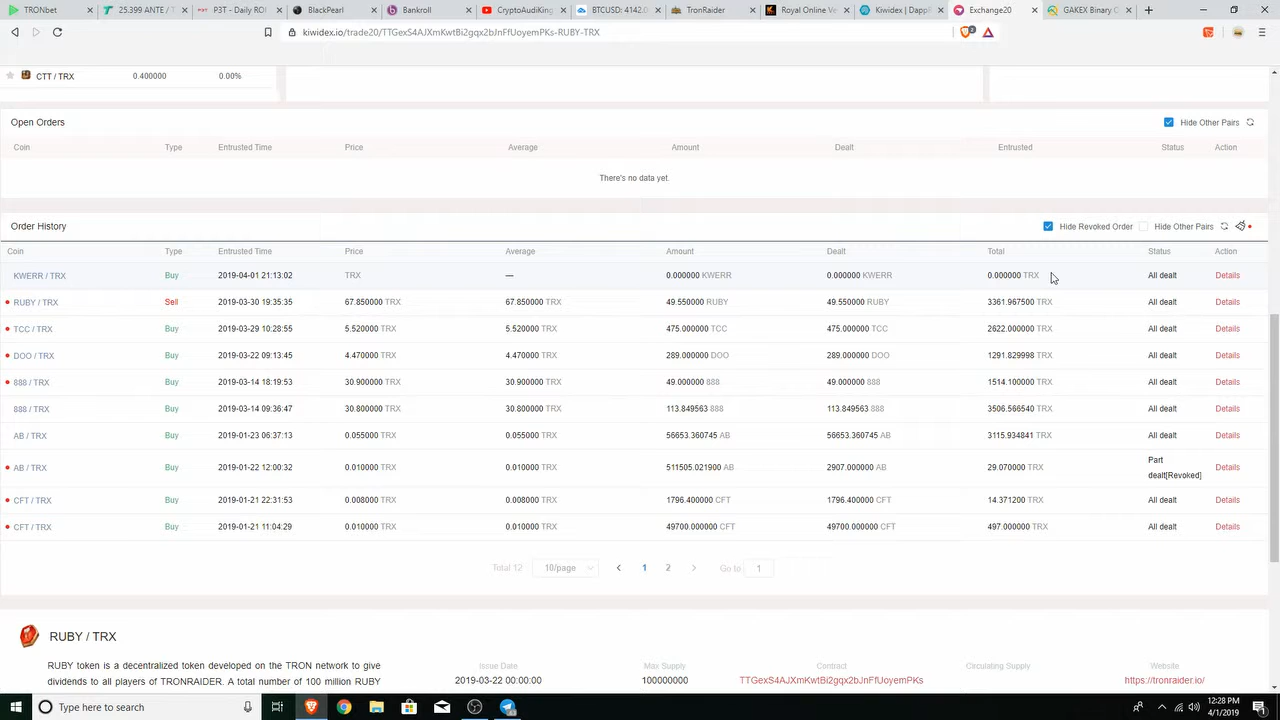 TRONbet
25.399 ANTE / T
P3T - Daily RO
BlackPearl
Bankroll
CryptoAudiKing
BTCUSD: 4142.0
TronRaider
Royal Online V
Kiwidex | Dapp
Exchange20
GAKEX Binary O
kiwidex.io/trade20/TTGexS4AJXmKwtBi2gqx2bJnFfUoyemPKs-RUBY-TRX
CTT / TRX 0.400000 0.00%
Open Orders Hide Other Pairs
Coin Type Entrusted Time Price Average Amount Dealt Entrusted Status Action
There's no data yet.
Order History Hide Revoked Order Hide Other Pairs
Coin Type Entrusted Time Price Average Amount Dealt Total Status Action
KWERR / TRX Buy 2019-04-01 21:13:02 TRX — 0.000000 KWERR 0.000000 KWERR 0.000000 TRX All dealt Details
RUBY / TRX Sell 2019-03-30 19:35:35 67.850000 TRX 67.850000 TRX 49.550000 RUBY 49.550000 RUBY 3361.967500 TRX All dealt Details
TCC / TRX Buy 2019-03-29 10:28:55 5.520000 TRX 5.520000 TRX 475.000000 TCC 475.000000 TCC 2622.000000 TRX All dealt Details
DOO / TRX Buy 2019-03-22 09:13:45 4.470000 TRX 4.470000 TRX 289.000000 DOO 289.000000 DOO 1291.829998 TRX All dealt Details
888 / TRX Buy 2019-03-14 18:19:53 30.900000 TRX 30.900000 TRX 49.000000 888 49.000000 888 1514.100000 TRX All dealt Details
888 / TRX Buy 2019-03-14 09:36:47 30.800000 TRX 30.800000 TRX 113.849563 888 113.849563 888 3506.566540 TRX All dealt Details
AB / TRX Buy 2019-01-23 06:37:13 0.055000 TRX 0.055000 TRX 56653.360745 AB 56653.360745 AB 3115.934841 TRX All dealt Details
AB / TRX Buy 2019-01-22 12:00:32 0.010000 TRX 0.010000 TRX 511505.021900 AB 2907.000000 AB 29.070000 TRX Part dealt[Revoked] Details
CFT / TRX Buy 2019-01-21 22:31:53 0.008000 TRX 0.008000 TRX 1796.400000 CFT 1796.400000 CFT 14.371200 TRX All dealt Details
CFT / TRX Buy 2019-01-21 11:04:29 0.010000 TRX 0.010000 TRX 49700.000000 CFT 49700.000000 CFT 497.000000 TRX All dealt Details
Total 12 10/page 1 2 Go to 1
RUBY / TRX
RUBY token is a decentralized token developed on the TRON network to give
dividends to all players of TRONRAIDER. A total number of 100 million RUBY
Issue Date Max Supply Contract Circulating Supply Website
2019-03-22 00:00:00 100000000 TTGexS4AJXmKwtBi2gqx2bJnFfUoyemPKs https://tronraider.io/
Type here to search
12:28 PM
4/1/2019